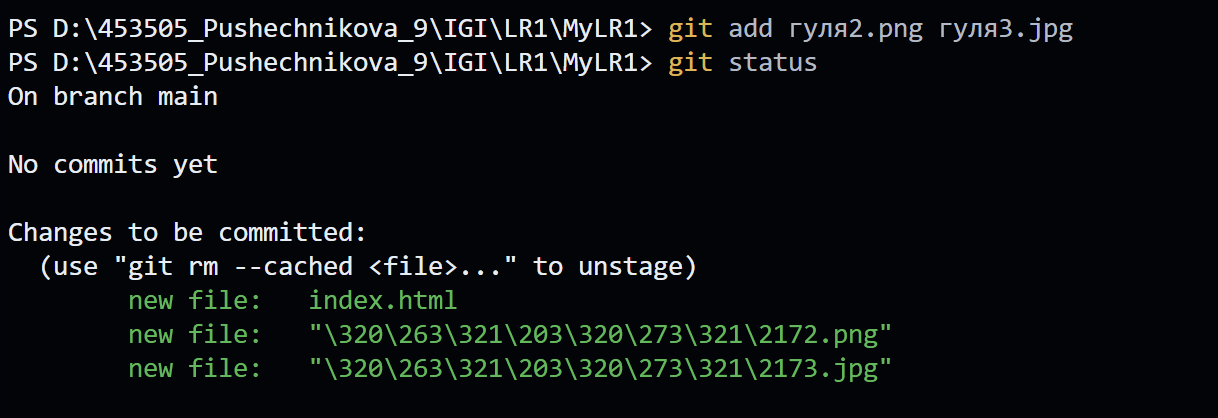 PS D:\453505_Pushechnikova_9\IGI\LR1\MyLR1> git add гуля2.png гуля3.jpg
PS D:\453505_Pushechnikova_9\IGI\LR1\MyLR1> git status
On branch main
No commits yet
Changes to be committed:
(use "git rm --cached <file>..." to unstage)
new file: index.html
new file: "\320\263\321\203\320\273\321\2172.png"
new file: "\320\263\321\203\320\273\321\2173.jpg"